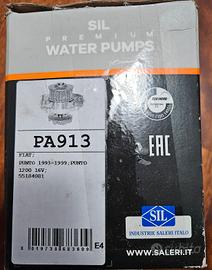 SIL
PREMIUM
WATER PUMPS
PA913
FIAT;
PUNTO 1993-1999;PUNTO
1200 16V;
55184081
EAC
SIL
INDUSTRIE SALERI ITALO
WWW.SALERI.IT
E4